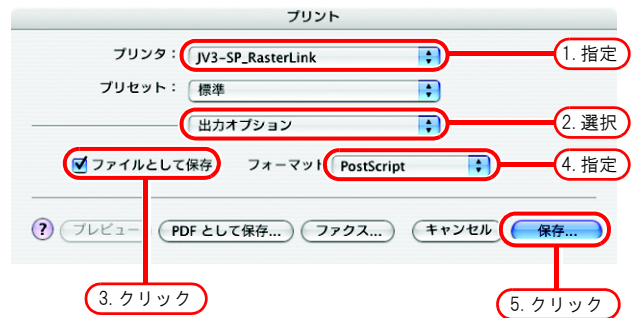 プリント
プリンタ： JV3-SP_RasterLink 1. 指定
プリセット： 標準
出力オプション 2. 選択
ファイルとして保存 フォーマット PostScript 4. 指定
? プレビュー PDF として保存... ファクス... キャンセル 保存...
3. クリック 5. クリック